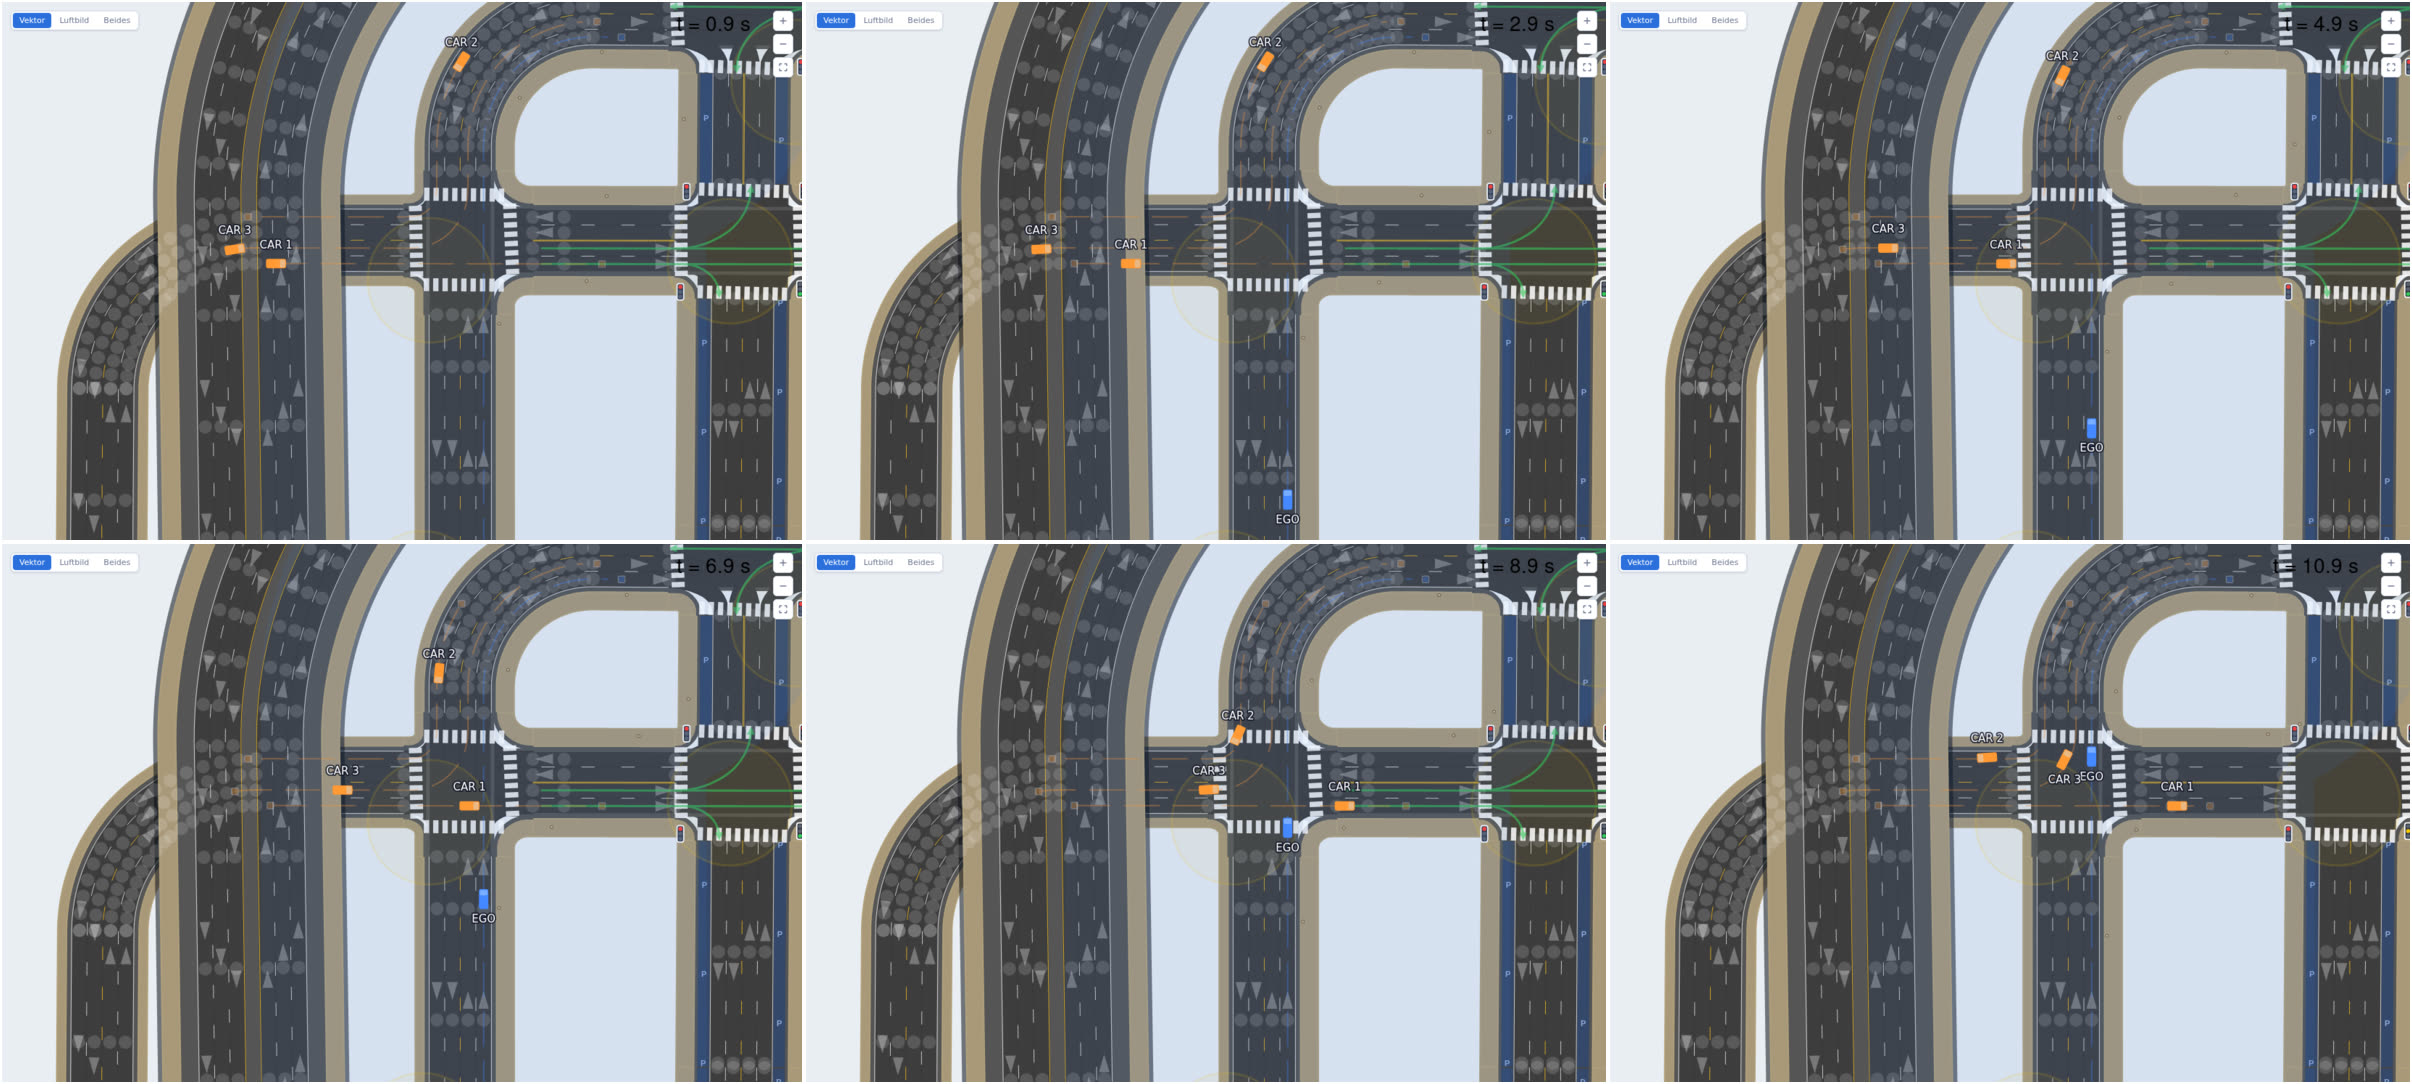 Vektor Luftbild Beides
t = 0.9 s
+
−
CAR 2
CAR 3
CAR 1
P
P
P
P
P
P
P
Vektor Luftbild Beides
t = 2.9 s
+
−
CAR 2
CAR 3
CAR 1
EGO
P
P
P
P
P
P
P
Vektor Luftbild Beides
t = 4.9 s
+
−
CAR 2
CAR 3
CAR 1
EGO
P
P
P
P
P
P
P
Vektor Luftbild Beides
t = 6.9 s
+
−
CAR 2
CAR 3
CAR 1
EGO
P
P
P
P
P
P
P
Vektor Luftbild Beides
t = 8.9 s
+
−
CAR 2
CAR 3
CAR 1
EGO
P
P
P
P
P
P
P
Vektor Luftbild Beides
t = 10.9 s
+
−
CAR 2
CAR 3 EGO
CAR 1
P
P
P
P
P
P
P